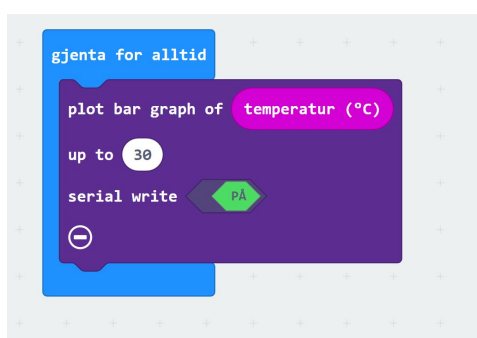 gjenta for alltid
plot bar graph of temperatur (°C)
up to 30
serial write PÅ